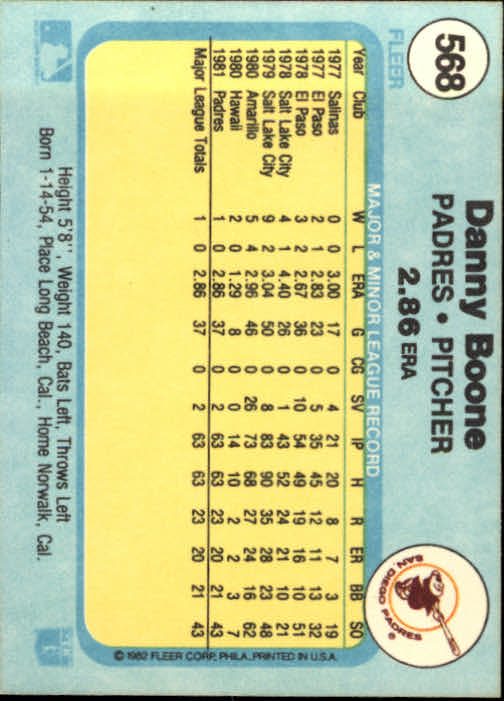 568
FLEER
Danny Boone
PADRES • PITCHER
2.86 ERA
SAN DIEGO PADRES ®
MAJOR & MINOR LEAGUE RECORD
Year Club W L ERA G CG SV IP H R ER BB SO
1977 Salinas 0 0 3.00 17 0 4 21 20 8 7 3 19
1977 El Paso 2 1 2.83 23 0 5 35 45 12 11 13 32
1978 El Paso 3 2 2.67 36 0 10 54 49 19 16 10 51
1978 Salt Lake City 4 1 4.40 26 0 1 43 52 24 21 10 21
1979 Salt Lake City 9 2 3.04 50 0 8 83 90 35 28 23 48
1980 Amarillo 5 4 2.96 46 0 26 73 68 27 24 16 62
1980 Hawaii 2 0 1.29 8 0 0 14 10 2 2 3 7
1981 Padres 1 0 2.86 37 0 2 63 63 23 20 21 43
Major League Totals 1 0 2.86 37 0 2 63 63 23 20 21 43
© 1982 FLEER CORP., PHILA., PRINTED IN U.S.A.
Height 5'8", Weight 140, Bats Left, Throws Left
Born 1-14-54, Place Long Beach, Cal., Home Norwalk, Cal.